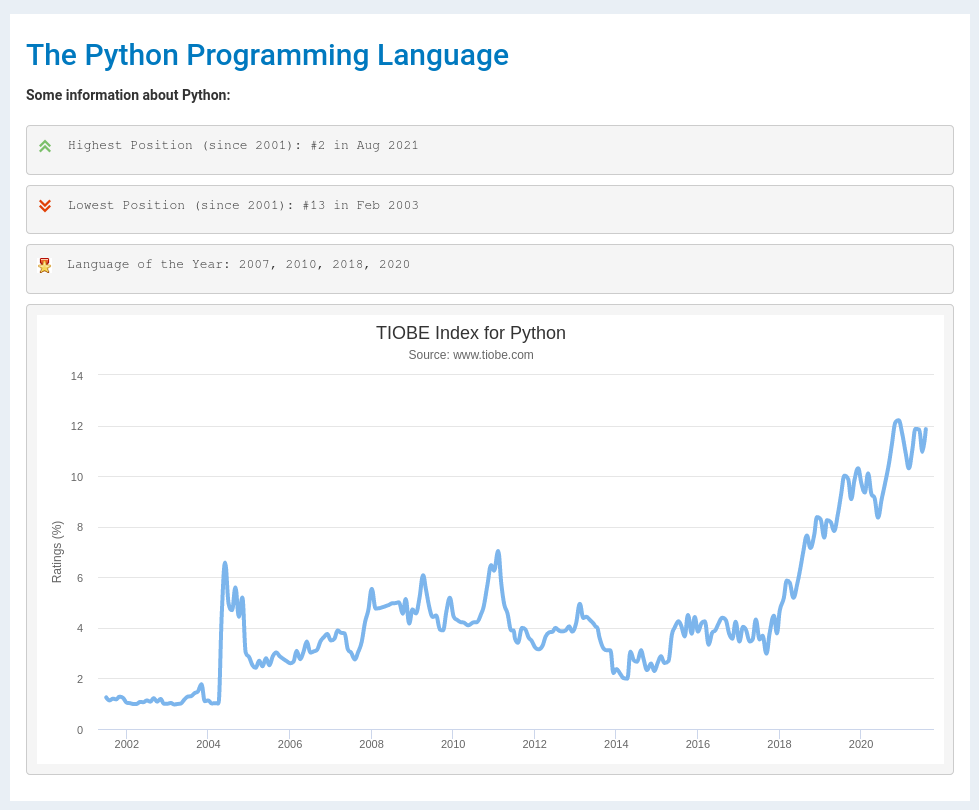 The Python Programming Language
Some information about Python:
Highest Position (since 2001): #2 in Aug 2021
Lowest Position (since 2001): #13 in Feb 2003
Language of the Year: 2007, 2010, 2018, 2020
TIOBE Index for Python
Source: www.tiobe.com
Ratings (%)
14
12
10
8
6
4
2
0
2002 2004 2006 2008 2010 2012 2014 2016 2018 2020